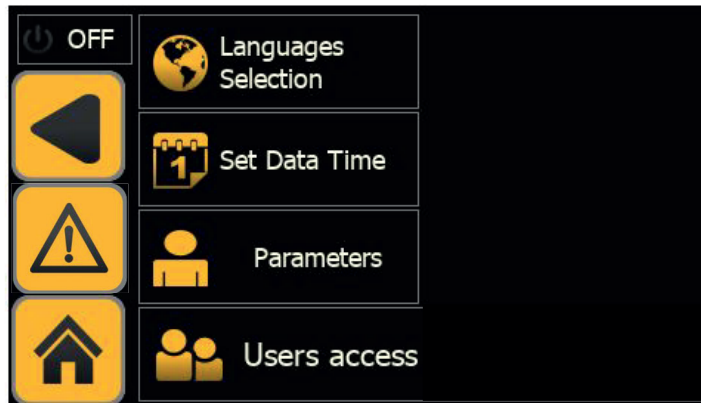 OFF
Languages
Selection
1
Set Data Time
Parameters
Users access